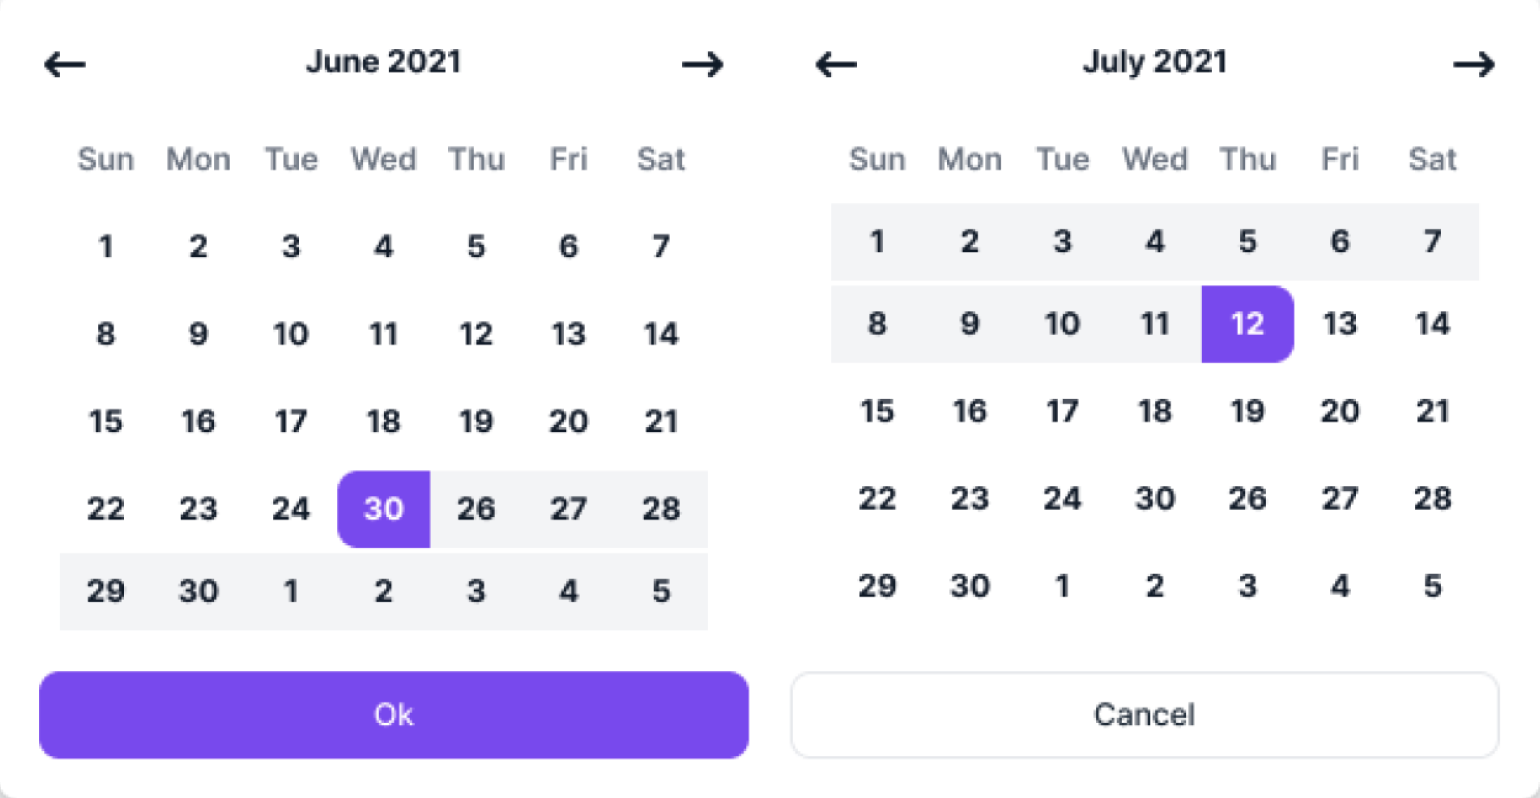 June 2021
Sun Mon Tue Wed Thu Fri Sat
1 2 3 4 5 6 7
8 9 10 11 12 13 14
15 16 17 18 19 20 21
22 23 24 30 26 27 28
29 30 1 2 3 4 5
Ok
July 2021
Sun Mon Tue Wed Thu Fri Sat
1 2 3 4 5 6 7
8 9 10 11 12 13 14
15 16 17 18 19 20 21
22 23 24 30 26 27 28
29 30 1 2 3 4 5
Cancel